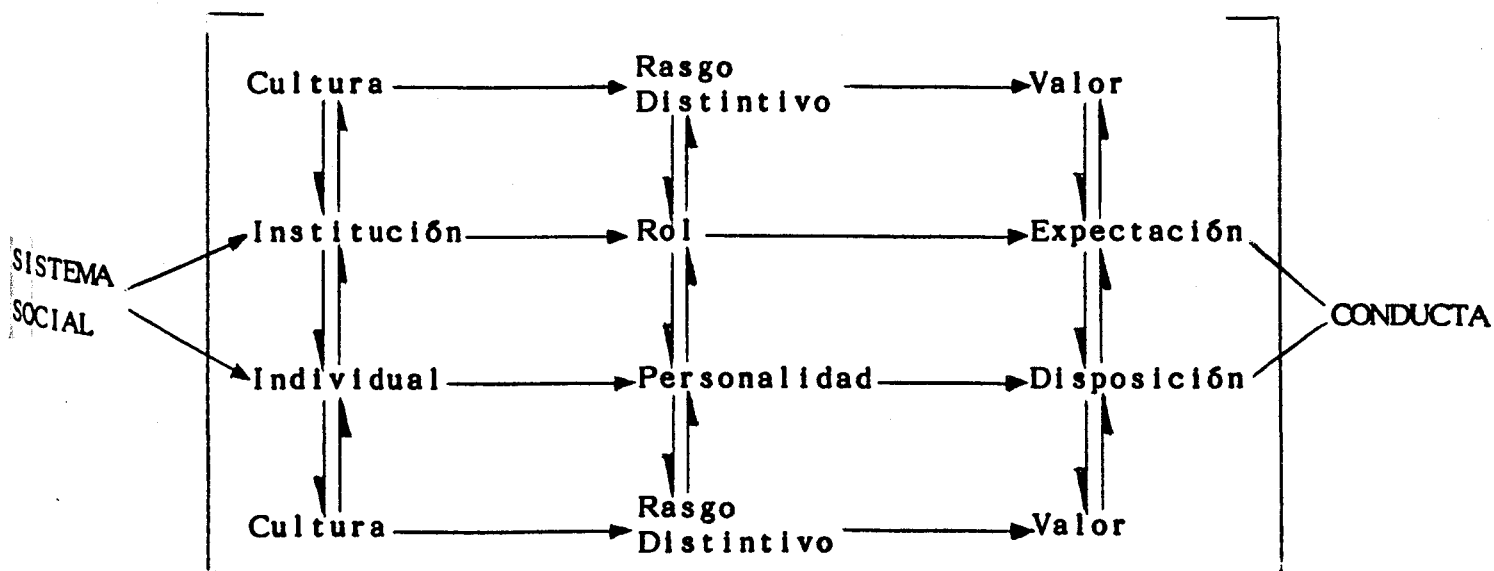 Cultura
Rasgo
Distintivo
Valor
Institución
Rol
Expectación
SISTEMA
SOCIAL
CONDUCTA
Individual
Personalidad
Disposición
Cultura
Rasgo
Distintivo
Valor